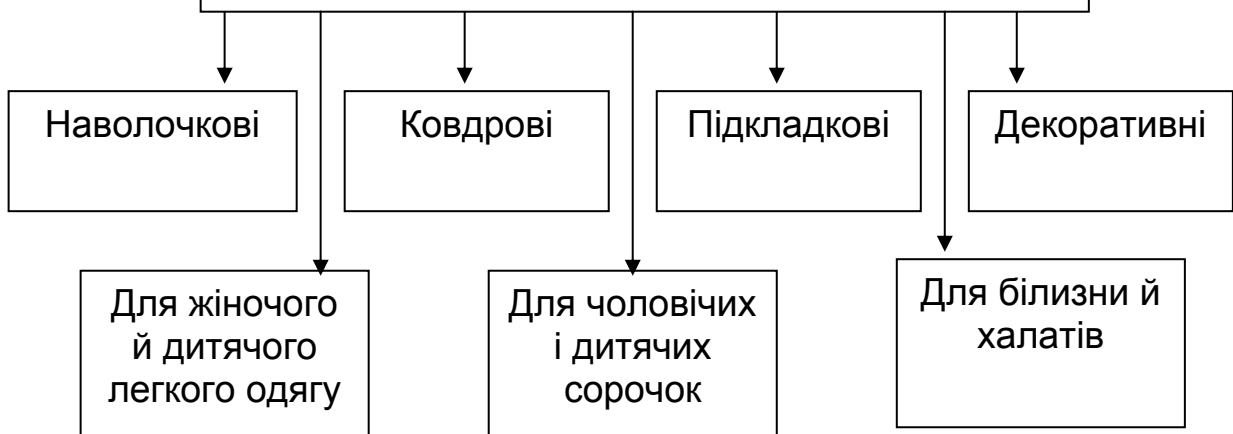 Наволочкові
Ковдрові
Підкладкові
Декоративні
Для жіночого
й дитячого
легкого одягу
Для чоловічих
і дитячих
сорочок
Для білизни й
халатів